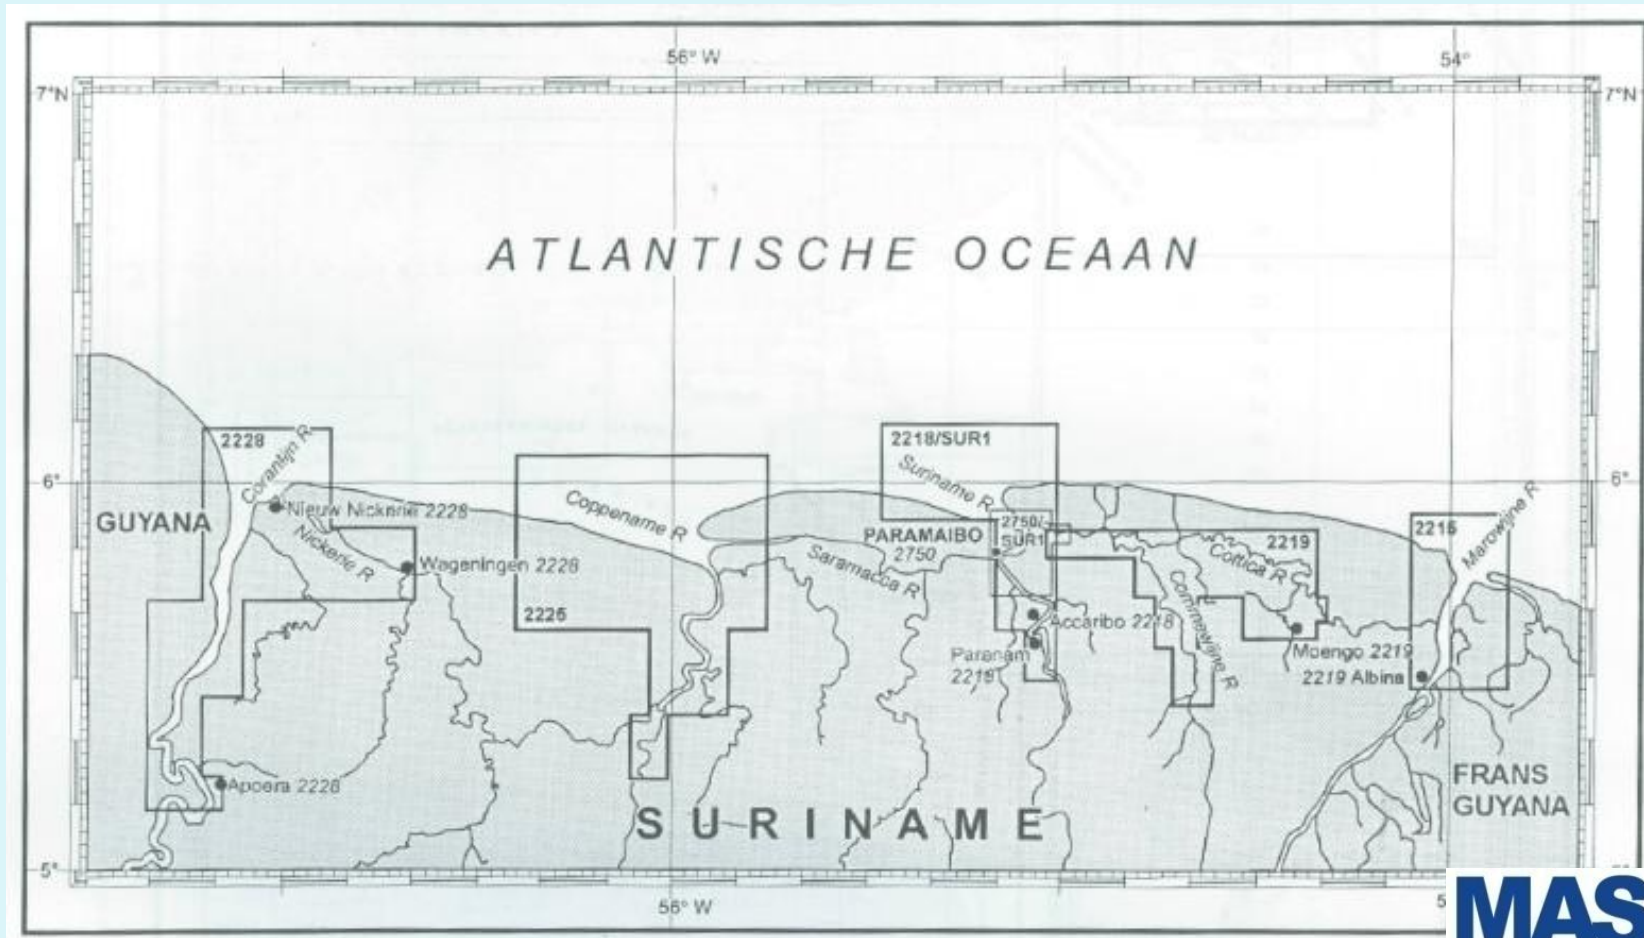 56° W
54°
7°N
7°N
ATLANTISCHE OCEAAN
2228
Corantijn R
2218/SUR1
Suriname R
6°
6°
GUYANA
Nieuw Nickerie 2228
Nickerie R
Wageningen 2228
Coppename R
2226
PARAMAIBO
2750
2750/
SUR1
Saramacca R
2219
Cottica R
Commewijne R
2216
Marowijne R
Accaribo 2218
Paranam
2218
Moengo 2219
2219 Albina
Apoera 2228
SURINAME
FRANS
GUYANA
5°
56° W
MAS